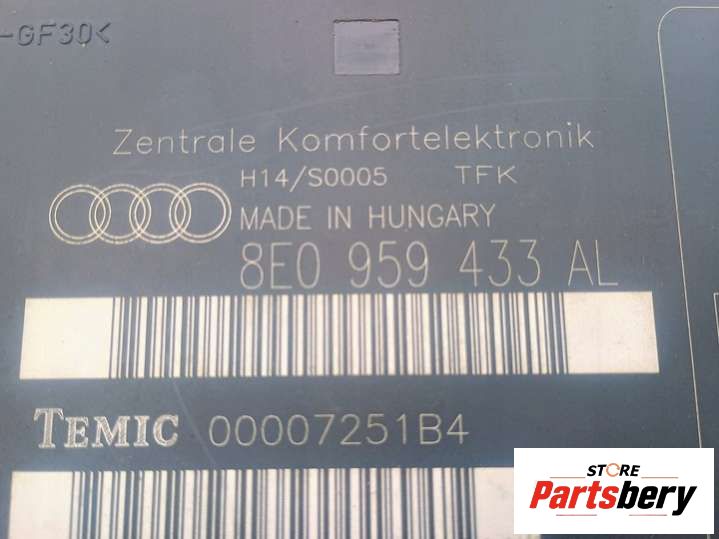 -GF30<
Zentrale Komfortelektronik
H14/S0005 TFK
MADE IN HUNGARY
8E0 959 433 AL
TEMIC 00007251B4
STORE
Partsbery